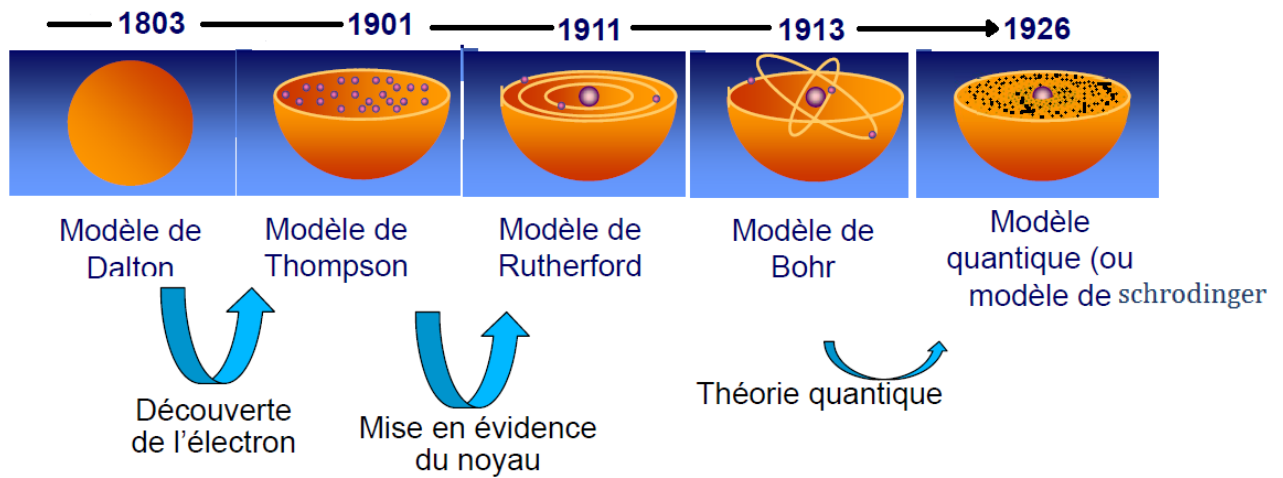 1803
1901
1911
1913
1926
Modèle de
Dalton
Modèle de
Thompson
Modèle de
Rutherford
Modèle de
Bohr
Modèle
quantique (ou
modèle de schrodinger
Découverte
de l'électron
Mise en évidence
du noyau
Théorie quantique